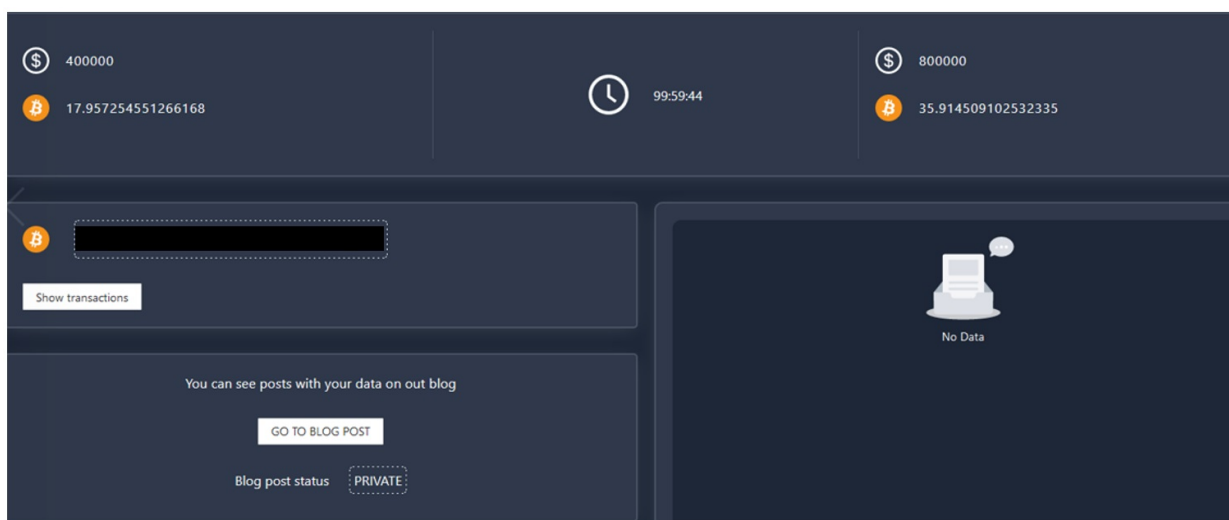 400000
17.957254551266168
99:59:44
800000
35.914509102532335
Show transactions
You can see posts with your data on out blog
GO TO BLOG POST
Blog post status PRIVATE
No Data